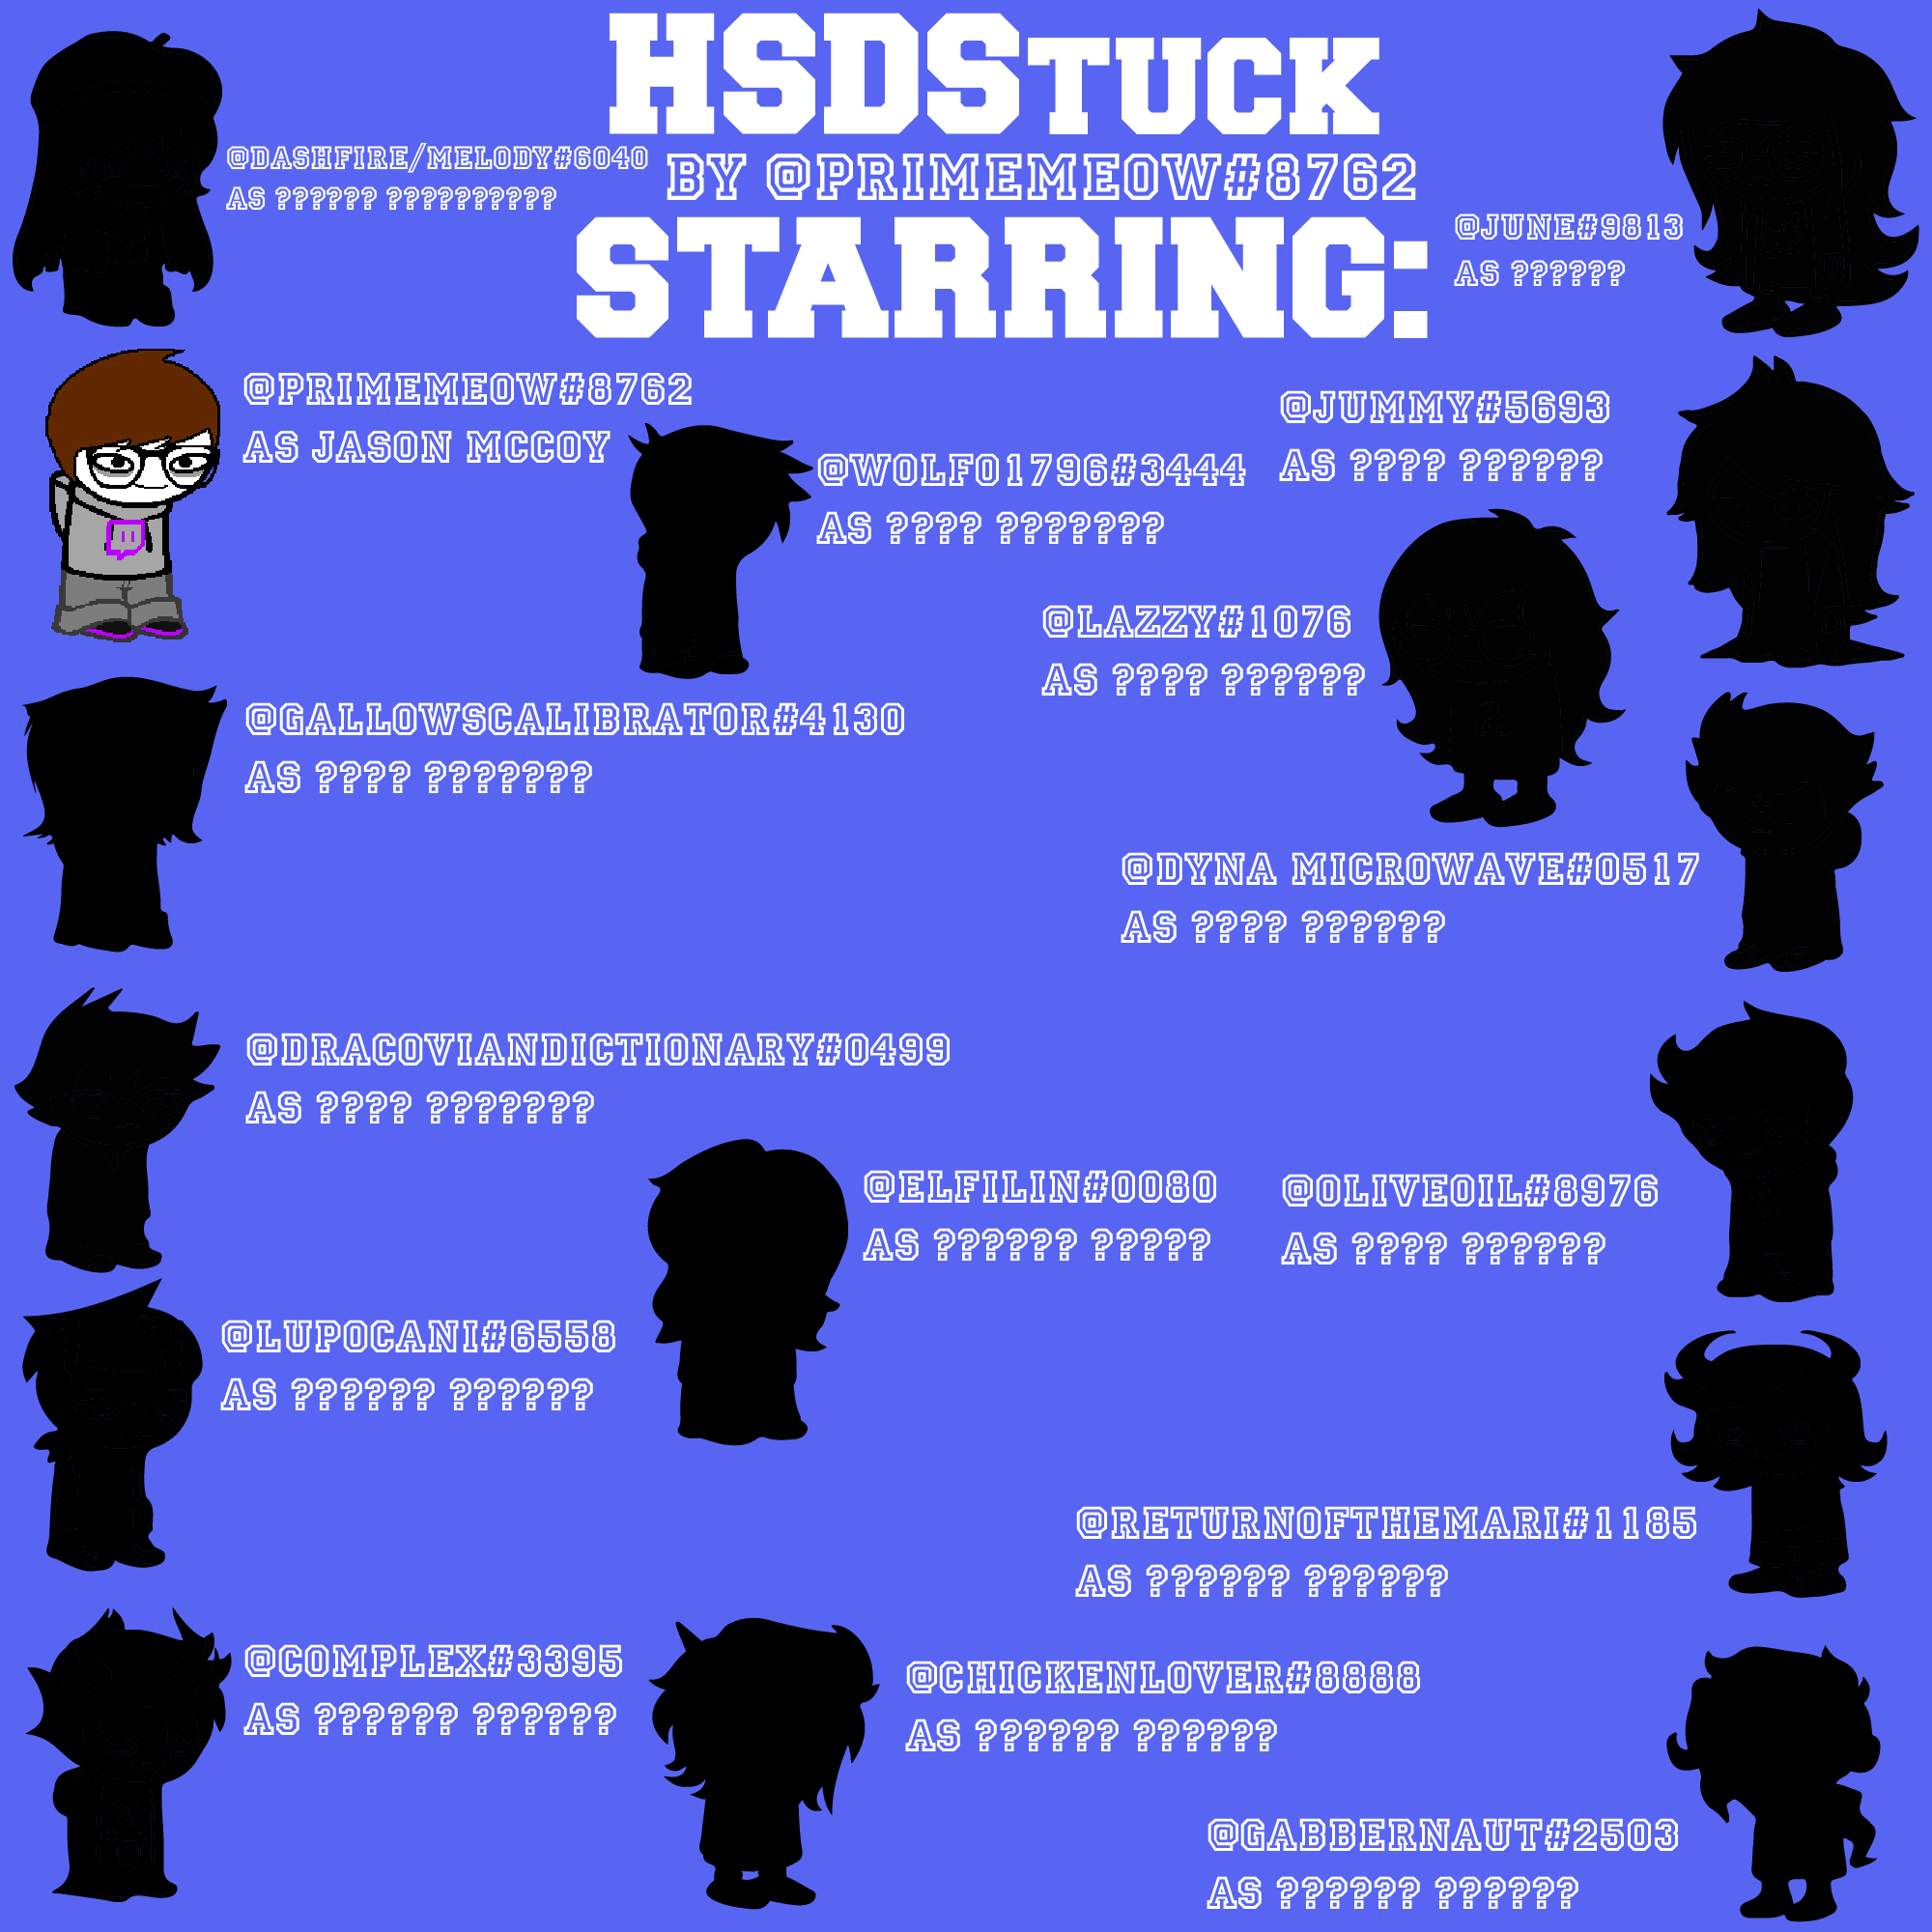 HSDSTUCK
BY @PRIMEMEOW#8762
STARRING:
@DASHFIRE/MELODY#6040
AS ?????? ??????????
@JUNE#9813
AS ??????
@PRIMEMEOW#8762
AS JASON MCCOY
@JUMMY#5693
AS ???? ??????
@WOLF01796#3444
AS ???? ???????
@LAZZY#1076
AS ???? ??????
@GALLOWSCALIBRATOR#4130
AS ???? ???????
@DYNA MICROWAVE#0517
AS ???? ??????
@DRACOVIANDICTIONARY#0499
AS ???? ???????
@ELFILIN#0080
AS ?????? ?????
@OLIVEOIL#8976
AS ???? ??????
@LUPOCANI#6558
AS ?????? ??????
@RETURNOFTHEMARI#1185
AS ?????? ??????
@COMPLEX#3395
AS ?????? ??????
@CHICKENLOVER#8888
AS ?????? ??????
@GABBERNAUT#2503
AS ?????? ??????